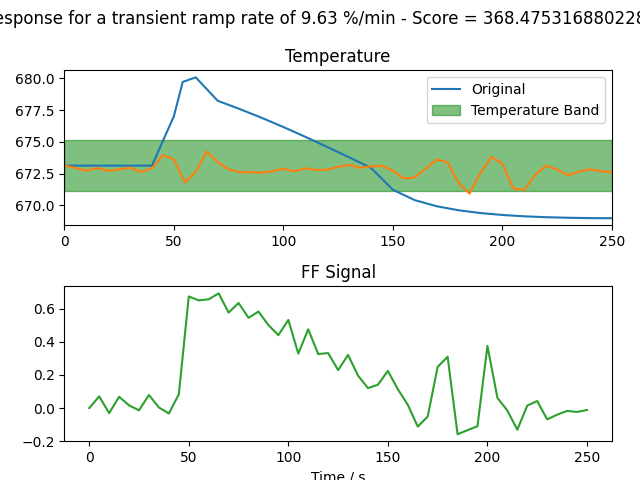 esponse for a transient ramp rate of 9.63 %/min - Score = 368.475316880228
Temperature
680.0
677.5
675.0
672.5
670.0
Original
Temperature Band
0 50 100 150 200 250
FF Signal
0.6
0.4
0.2
0.0
−0.2
0 50 100 150 200 250
Time / s